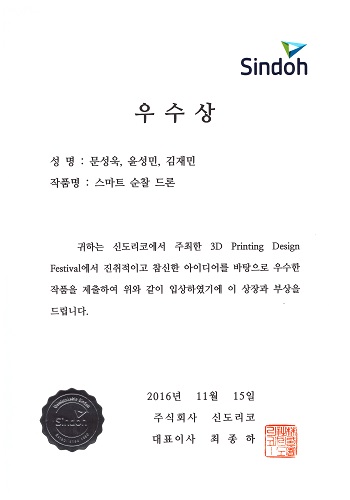 Sindoh
우 수 상
성 명 : 문성욱, 윤성민, 김재민
작품명 : 스마트 순찰 드론
귀하는 신도리코에서 주최한 3D Printing Design
Festival에서 진취적이고 참신한 아이디어를 바탕으로 우수한
작품을 제출하여 위와 같이 입상하였기에 이 상장과 부상을
드립니다.
2016년 11월 15일
주식회사 신도리코
대표이사 최 종 하
Sindoh